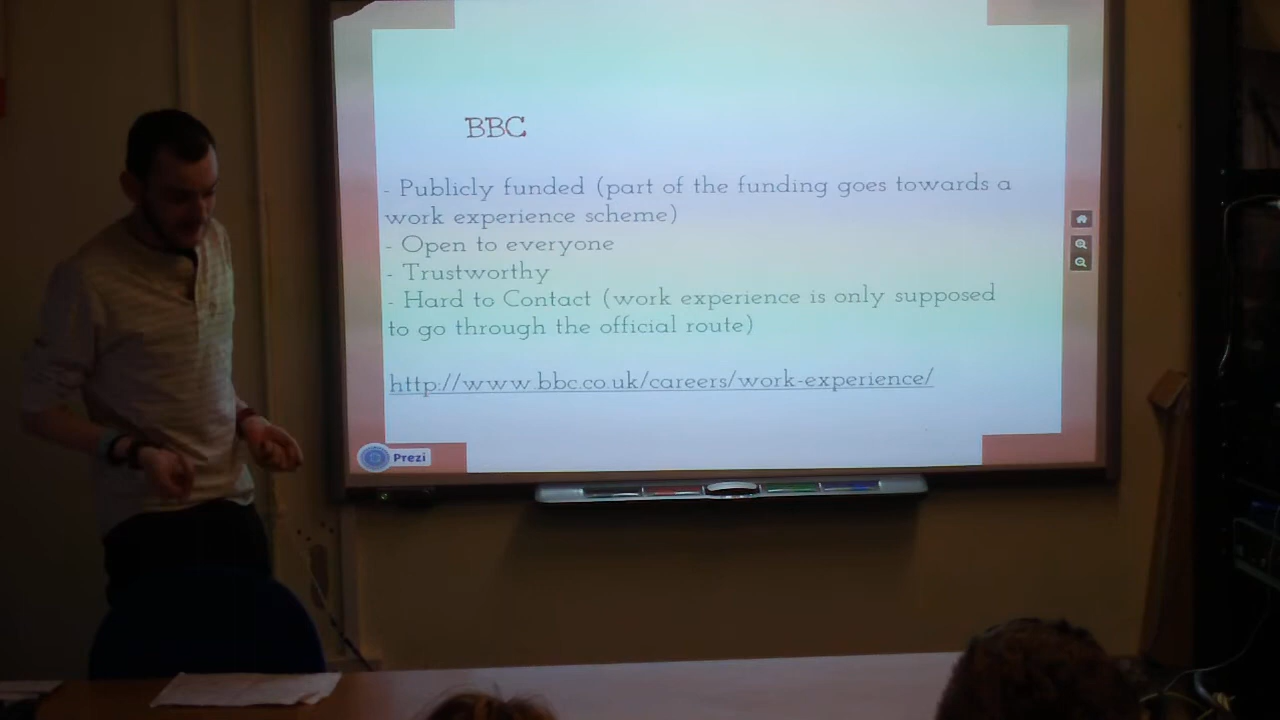 BBC
- Publicly funded (part of the funding goes towards a
work experience scheme)
- Open to everyone
- Trustworthy
- Hard to Contact (work experience is only supposed
to go through the official route)
http://www.bbc.co.uk/careers/work-experience/
Prezi